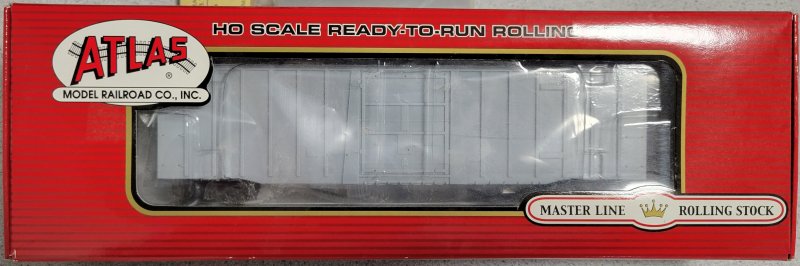 HO SCALE READY-TO-RUN ROLLING
ATLAS
®
MODEL RAILROAD CO., INC.
MASTER LINE ROLLING STOCK